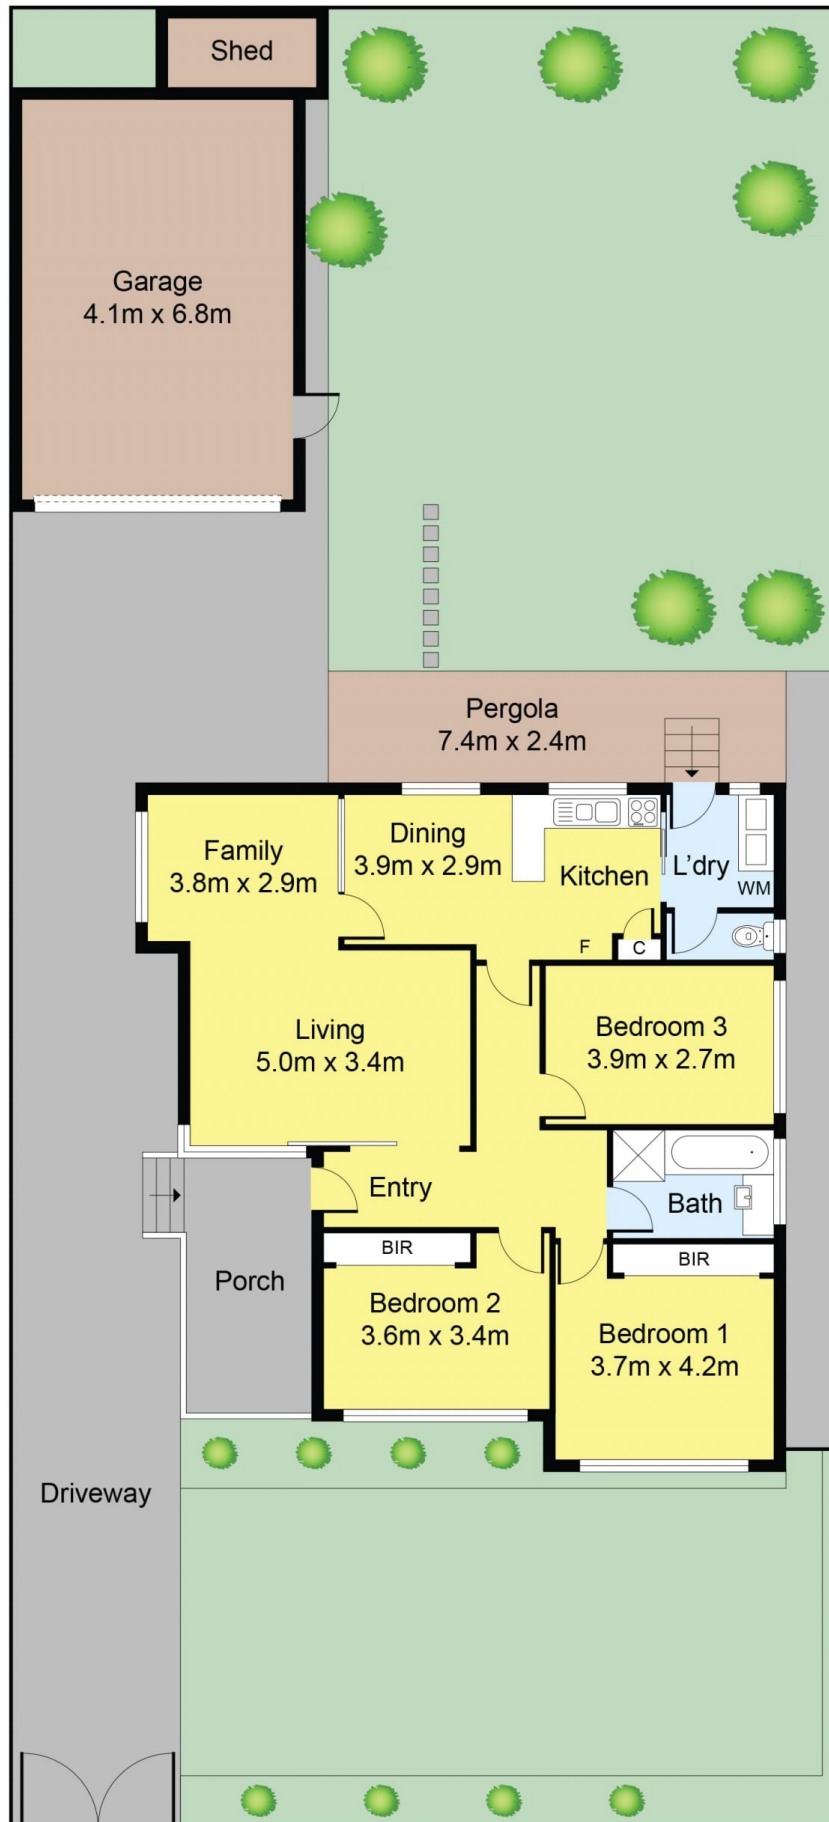 Shed
Garage
4.1m x 6.8m
Pergola
7.4m x 2.4m
Family
3.8m x 2.9m
Dining
3.9m x 2.9m
Kitchen
L'dry
WM
F
C
Living
5.0m x 3.4m
Bedroom 3
3.9m x 2.7m
Entry
Bath
Porch
BIR
Bedroom 2
3.6m x 3.4m
BIR
Bedroom 1
3.7m x 4.2m
Driveway